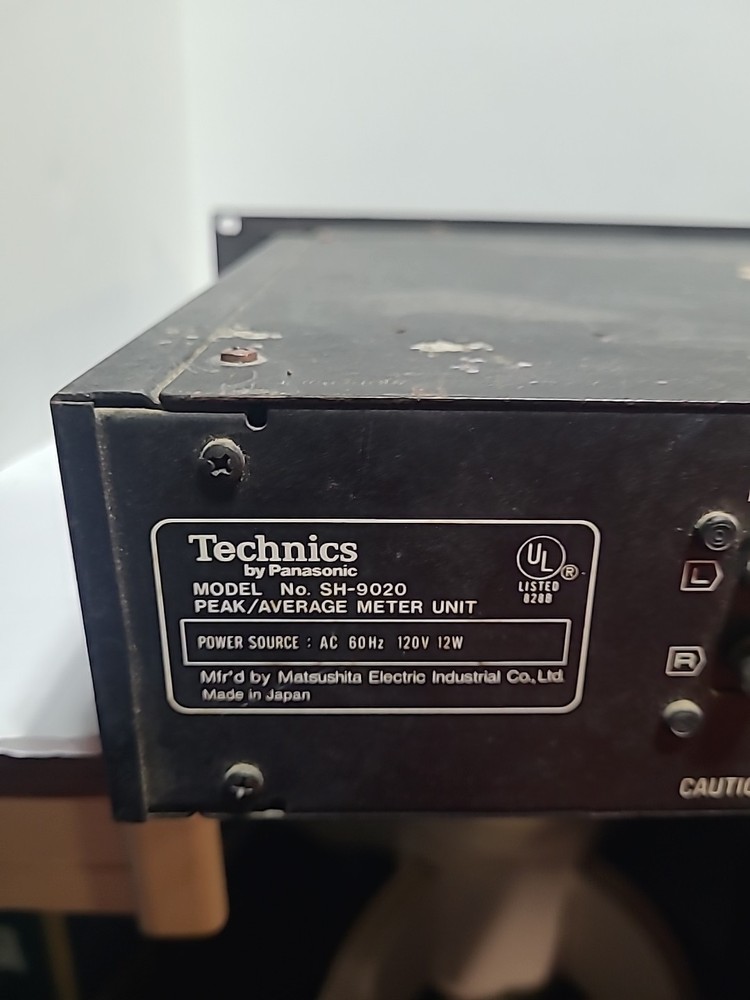 Technics
by Panasonic
MODEL No. SH-9020
PEAK/AVERAGE METER UNIT
UL
®
LISTED
828B
POWER SOURCE : AC 60Hz 120V 12W
Mfr'd by Matsushita Electric Industrial Co., Ltd.
Made in Japan
L
R
CAUTIO